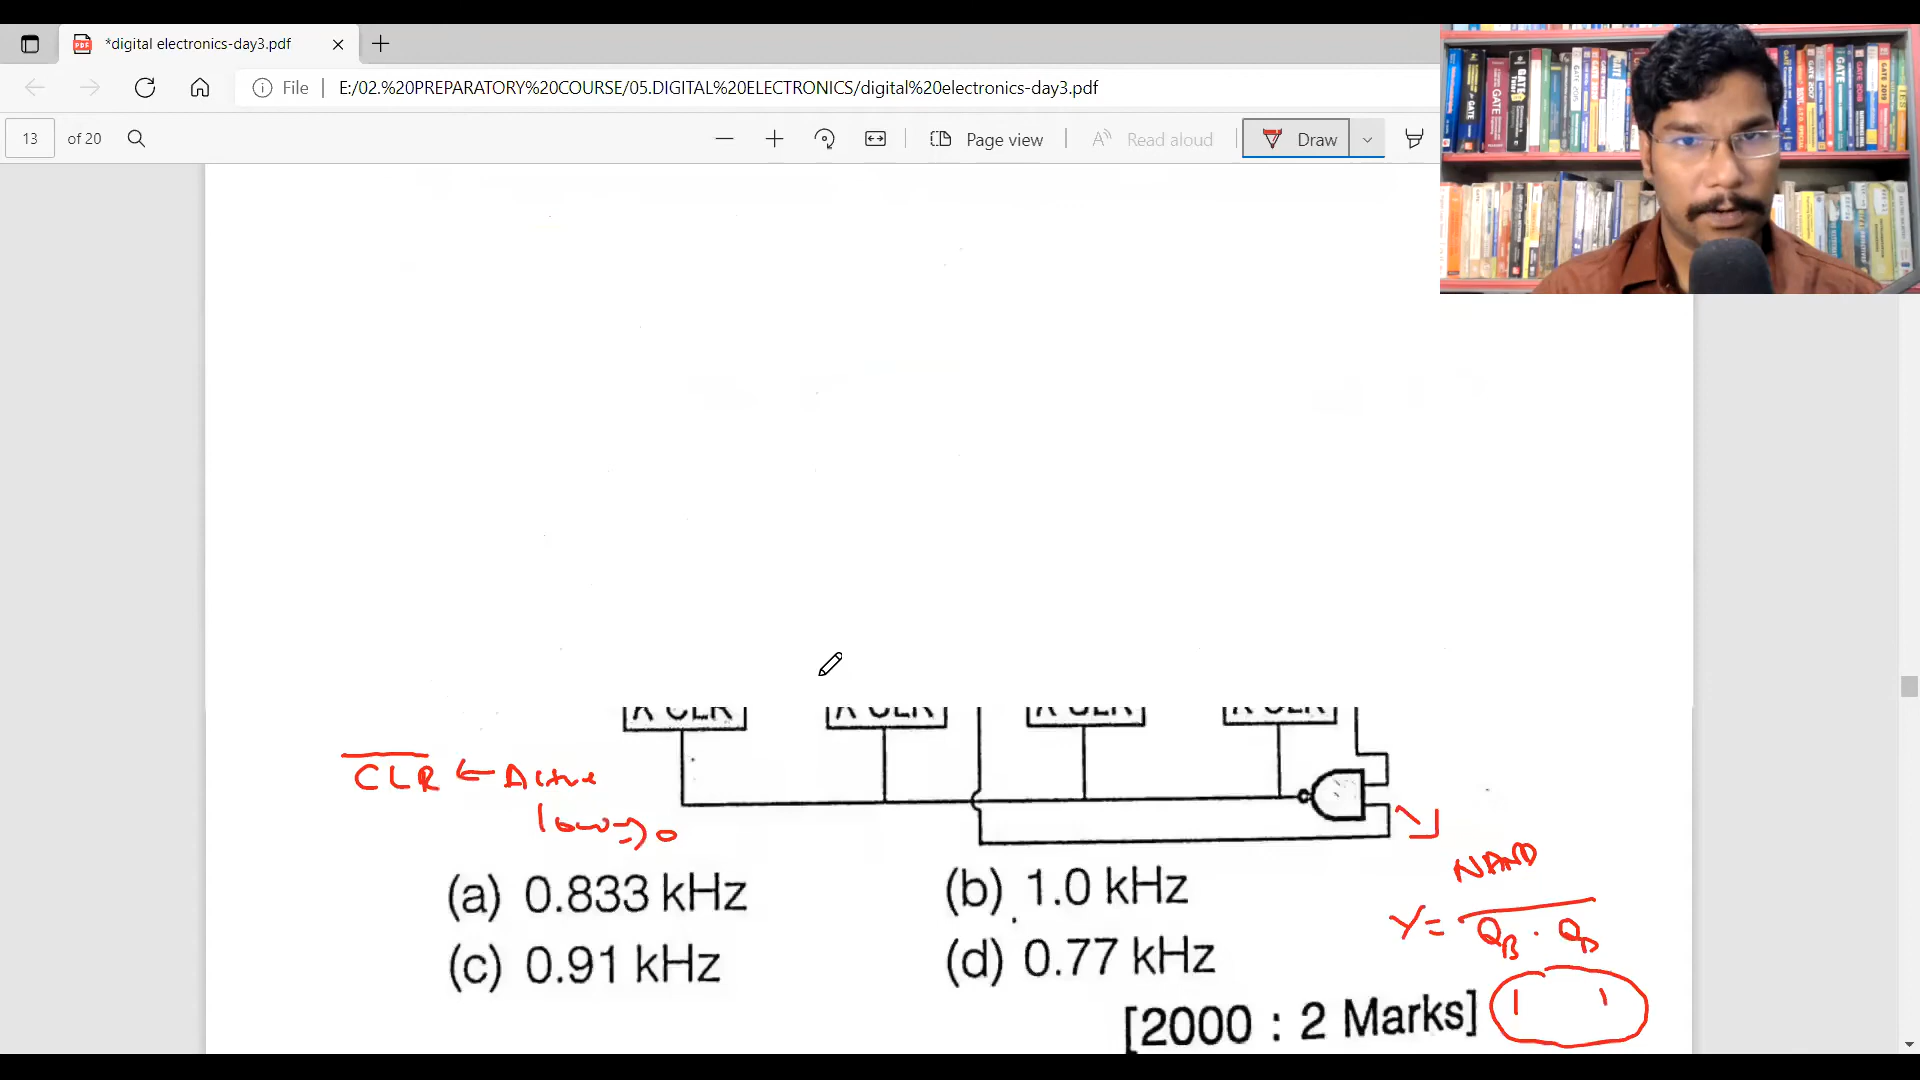 *digital electronics-day3.pdf
File | E:/02.%20PREPARATORY%20COURSE/05.DIGITAL%20ELECTRONICS/digital%20electronics-day3.pdf
13 of 20
Page view
Read aloud
Draw
CLR ← Active
low ⇒ 0
NAND
Y = Q_B . Q_D
1 1
(a) 0.833 kHz (b) 1.0 kHz
(c) 0.91 kHz (d) 0.77 kHz
[2000 : 2 Marks]